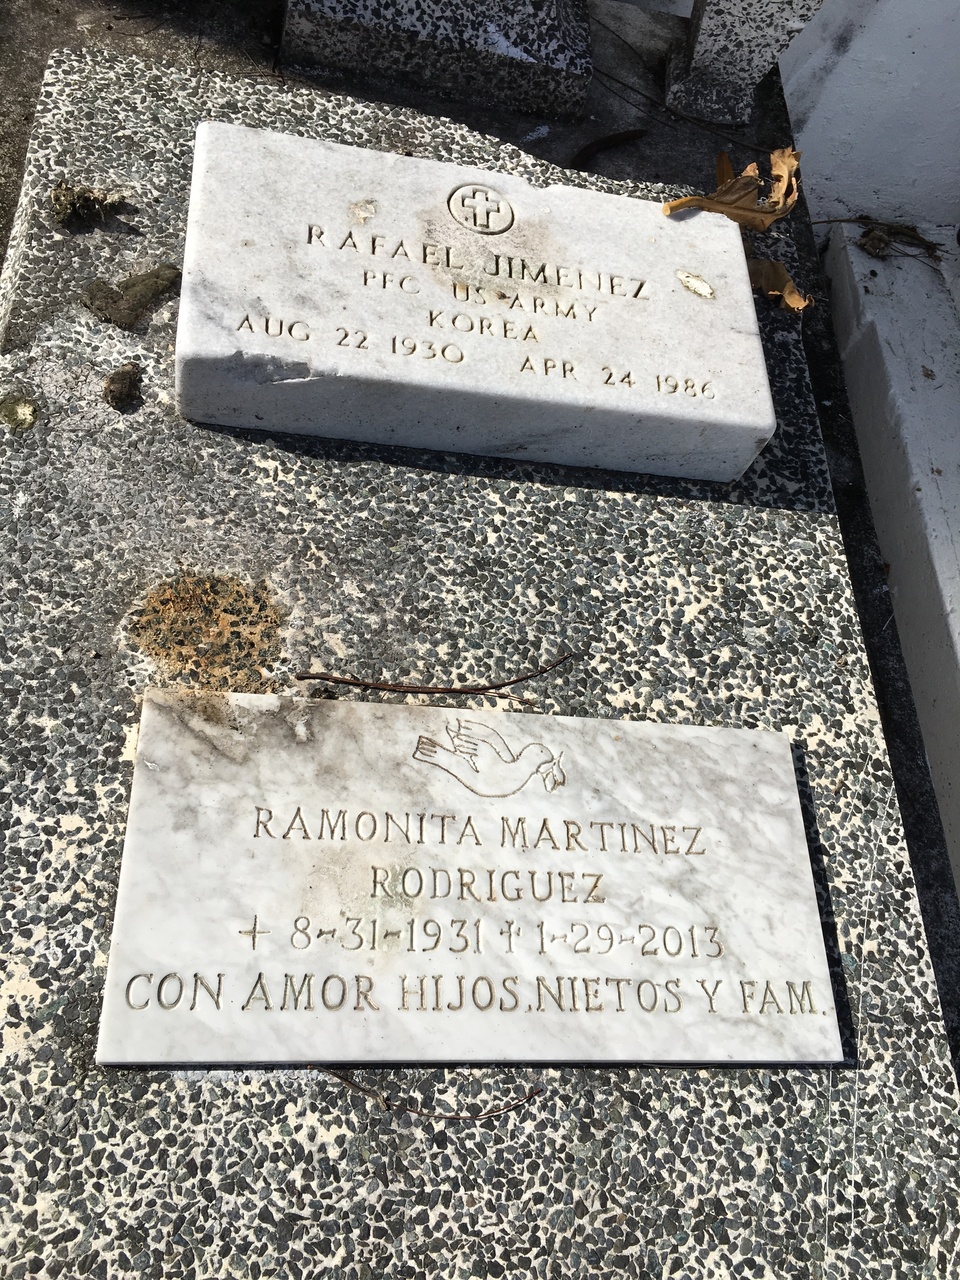 RAFAEL JIMENEZ
PFC US ARMY
KOREA
AUG 22 1930 APR 24 1986
RAMONITA MARTINEZ
RODRIGUEZ
+ 8-31-1931 ✝ 1-29-2013
CON AMOR HIJOS, NIETOS Y FAM.